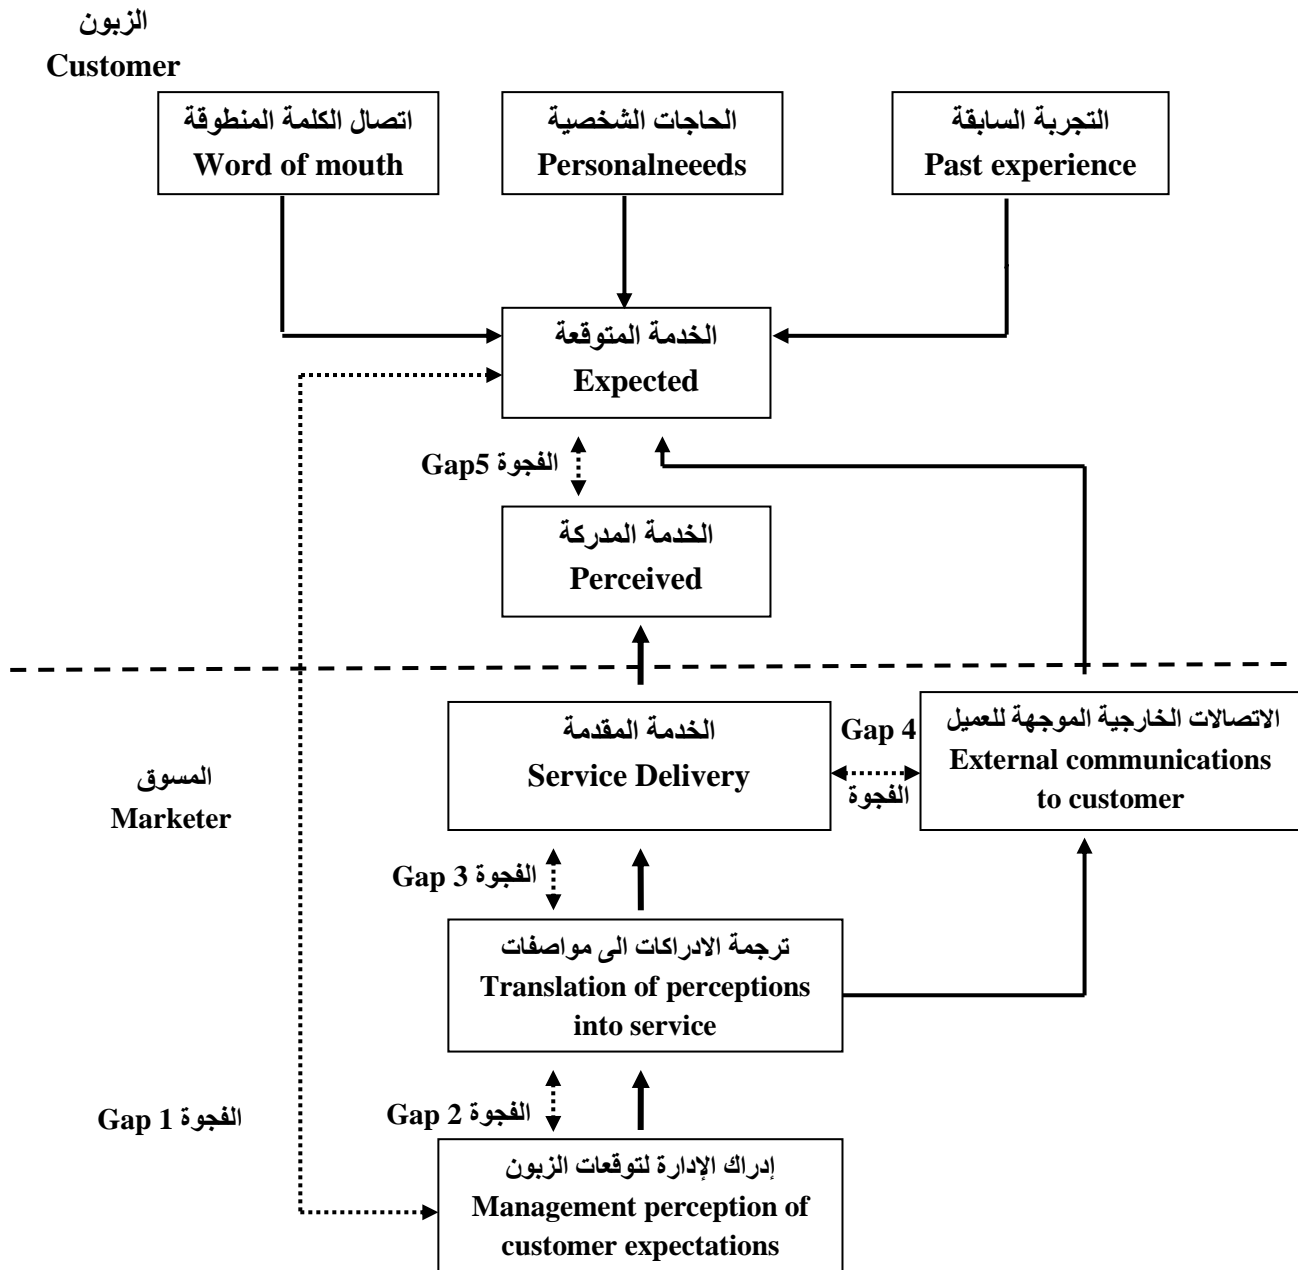 الزبون
Customer
اتصال الكلمة المنطوقة
Word of mouth
الحاجات الشخصية
Personalneeeds
التجربة السابقة
Past experience
الخدمة المتوقعة
Expected
الفجوة Gap5
الخدمة المدركة
Perceived
الخدمة المقدمة
Service Delivery
Gap 4
الفجوة
الاتصالات الخارجية الموجهة للعميل
External communications
to customer
المسوق
Marketer
الفجوة Gap 3
ترجمة الادراكات الى مواصفات
Translation of perceptions
into service
الفجوة Gap 1
الفجوة Gap 2
إدراك الإدارة لتوقعات الزبون
Management perception of
customer expectations